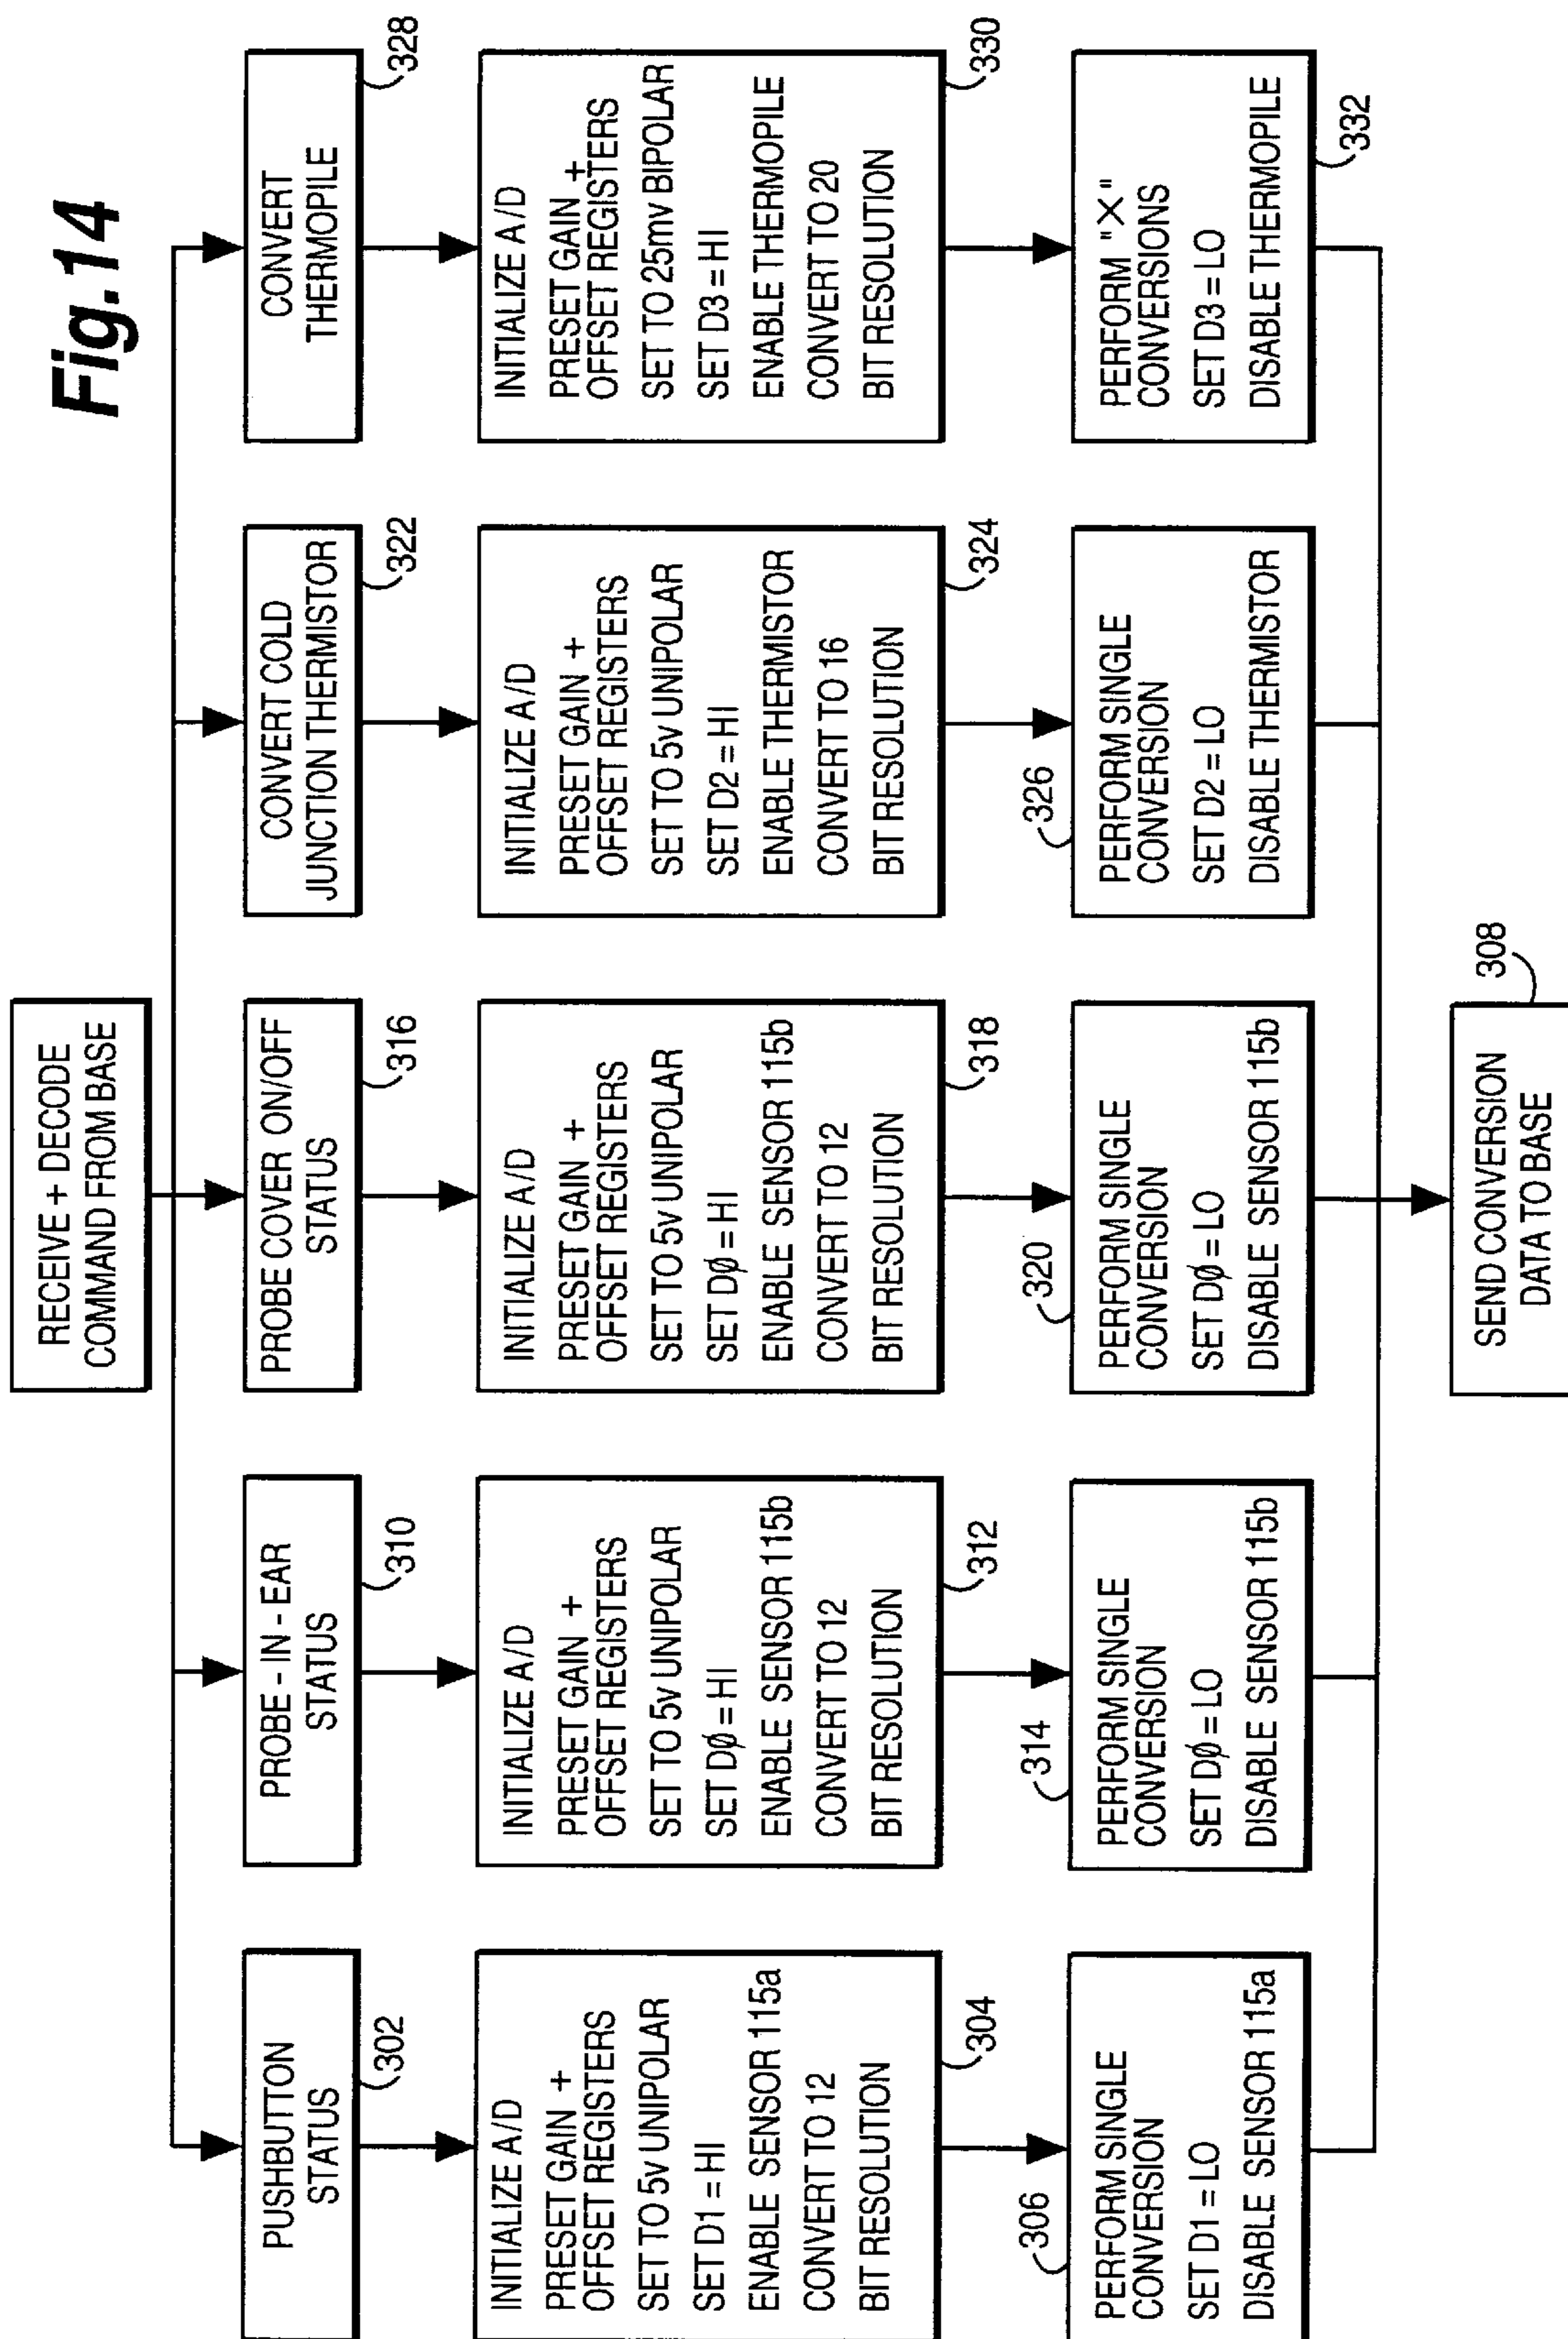 Fig.14
RECEIVE + DECODE
COMMAND FROM BASE
PUSHBUTTON
STATUS
302
INITIALIZE A/D
PRESET GAIN +
OFFSET REGISTERS
SET TO 5v UNIPOLAR
SET D1 = HI
ENABLE SENSOR 115a
CONVERT TO 12
BIT RESOLUTION
304
306
PERFORM SINGLE
CONVERSION
SET D1 = LO
DISABLE SENSOR 115a
PROBE - IN - EAR
STATUS
310
INITIALIZE A/D
PRESET GAIN +
OFFSET REGISTERS
SET TO 5v UNIPOLAR
SET DØ = HI
ENABLE SENSOR 115b
CONVERT TO 12
BIT RESOLUTION
312
314
PERFORM SINGLE
CONVERSION
SET DØ = LO
DISABLE SENSOR 115b
PROBE COVER ON/OFF
STATUS
316
INITIALIZE A/D
PRESET GAIN +
OFFSET REGISTERS
SET TO 5v UNIPOLAR
SET DØ = HI
ENABLE SENSOR 115b
CONVERT TO 12
BIT RESOLUTION
318
320
PERFORM SINGLE
CONVERSION
SET DØ = LO
DISABLE SENSOR 115b
CONVERT COLD
JUNCTION THERMISTOR
322
INITIALIZE A/D
PRESET GAIN +
OFFSET REGISTERS
SET TO 5v UNIPOLAR
SET D2 = HI
ENABLE THERMISTOR
CONVERT TO 16
BIT RESOLUTION
324
326
PERFORM SINGLE
CONVERSION
SET D2 = LO
DISABLE THERMISTOR
CONVERT
THERMOPILE
328
INITIALIZE A/D
PRESET GAIN +
OFFSET REGISTERS
SET TO 25mv BIPOLAR
SET D3 = HI
ENABLE THERMOPILE
CONVERT TO 20
BIT RESOLUTION
330
PERFORM "X"
CONVERSIONS
SET D3 = LO
DISABLE THERMOPILE
332
SEND CONVERSION
DATA TO BASE
308